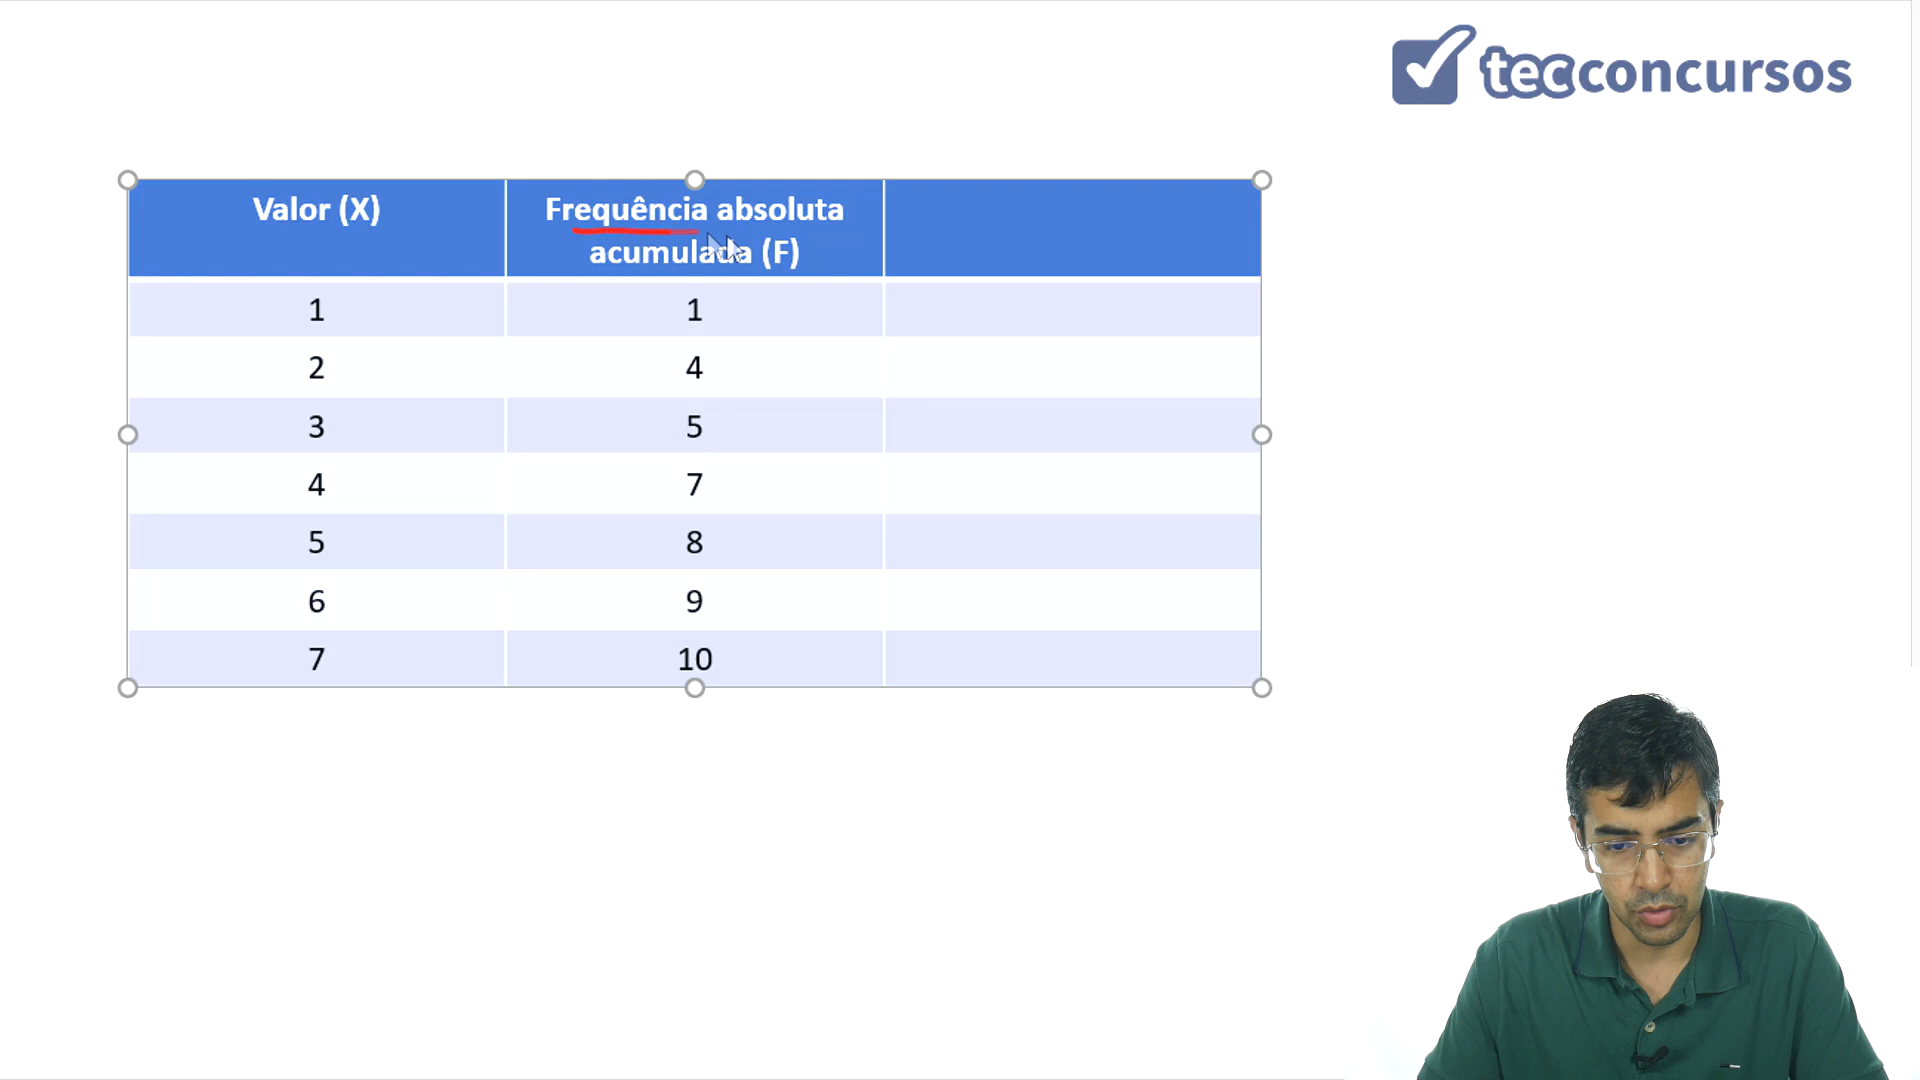 tecconcursos
Valor (X)
Frequência absoluta
acumulada (F)
1 1
2 4
3 5
4 7
5 8
6 9
7 10